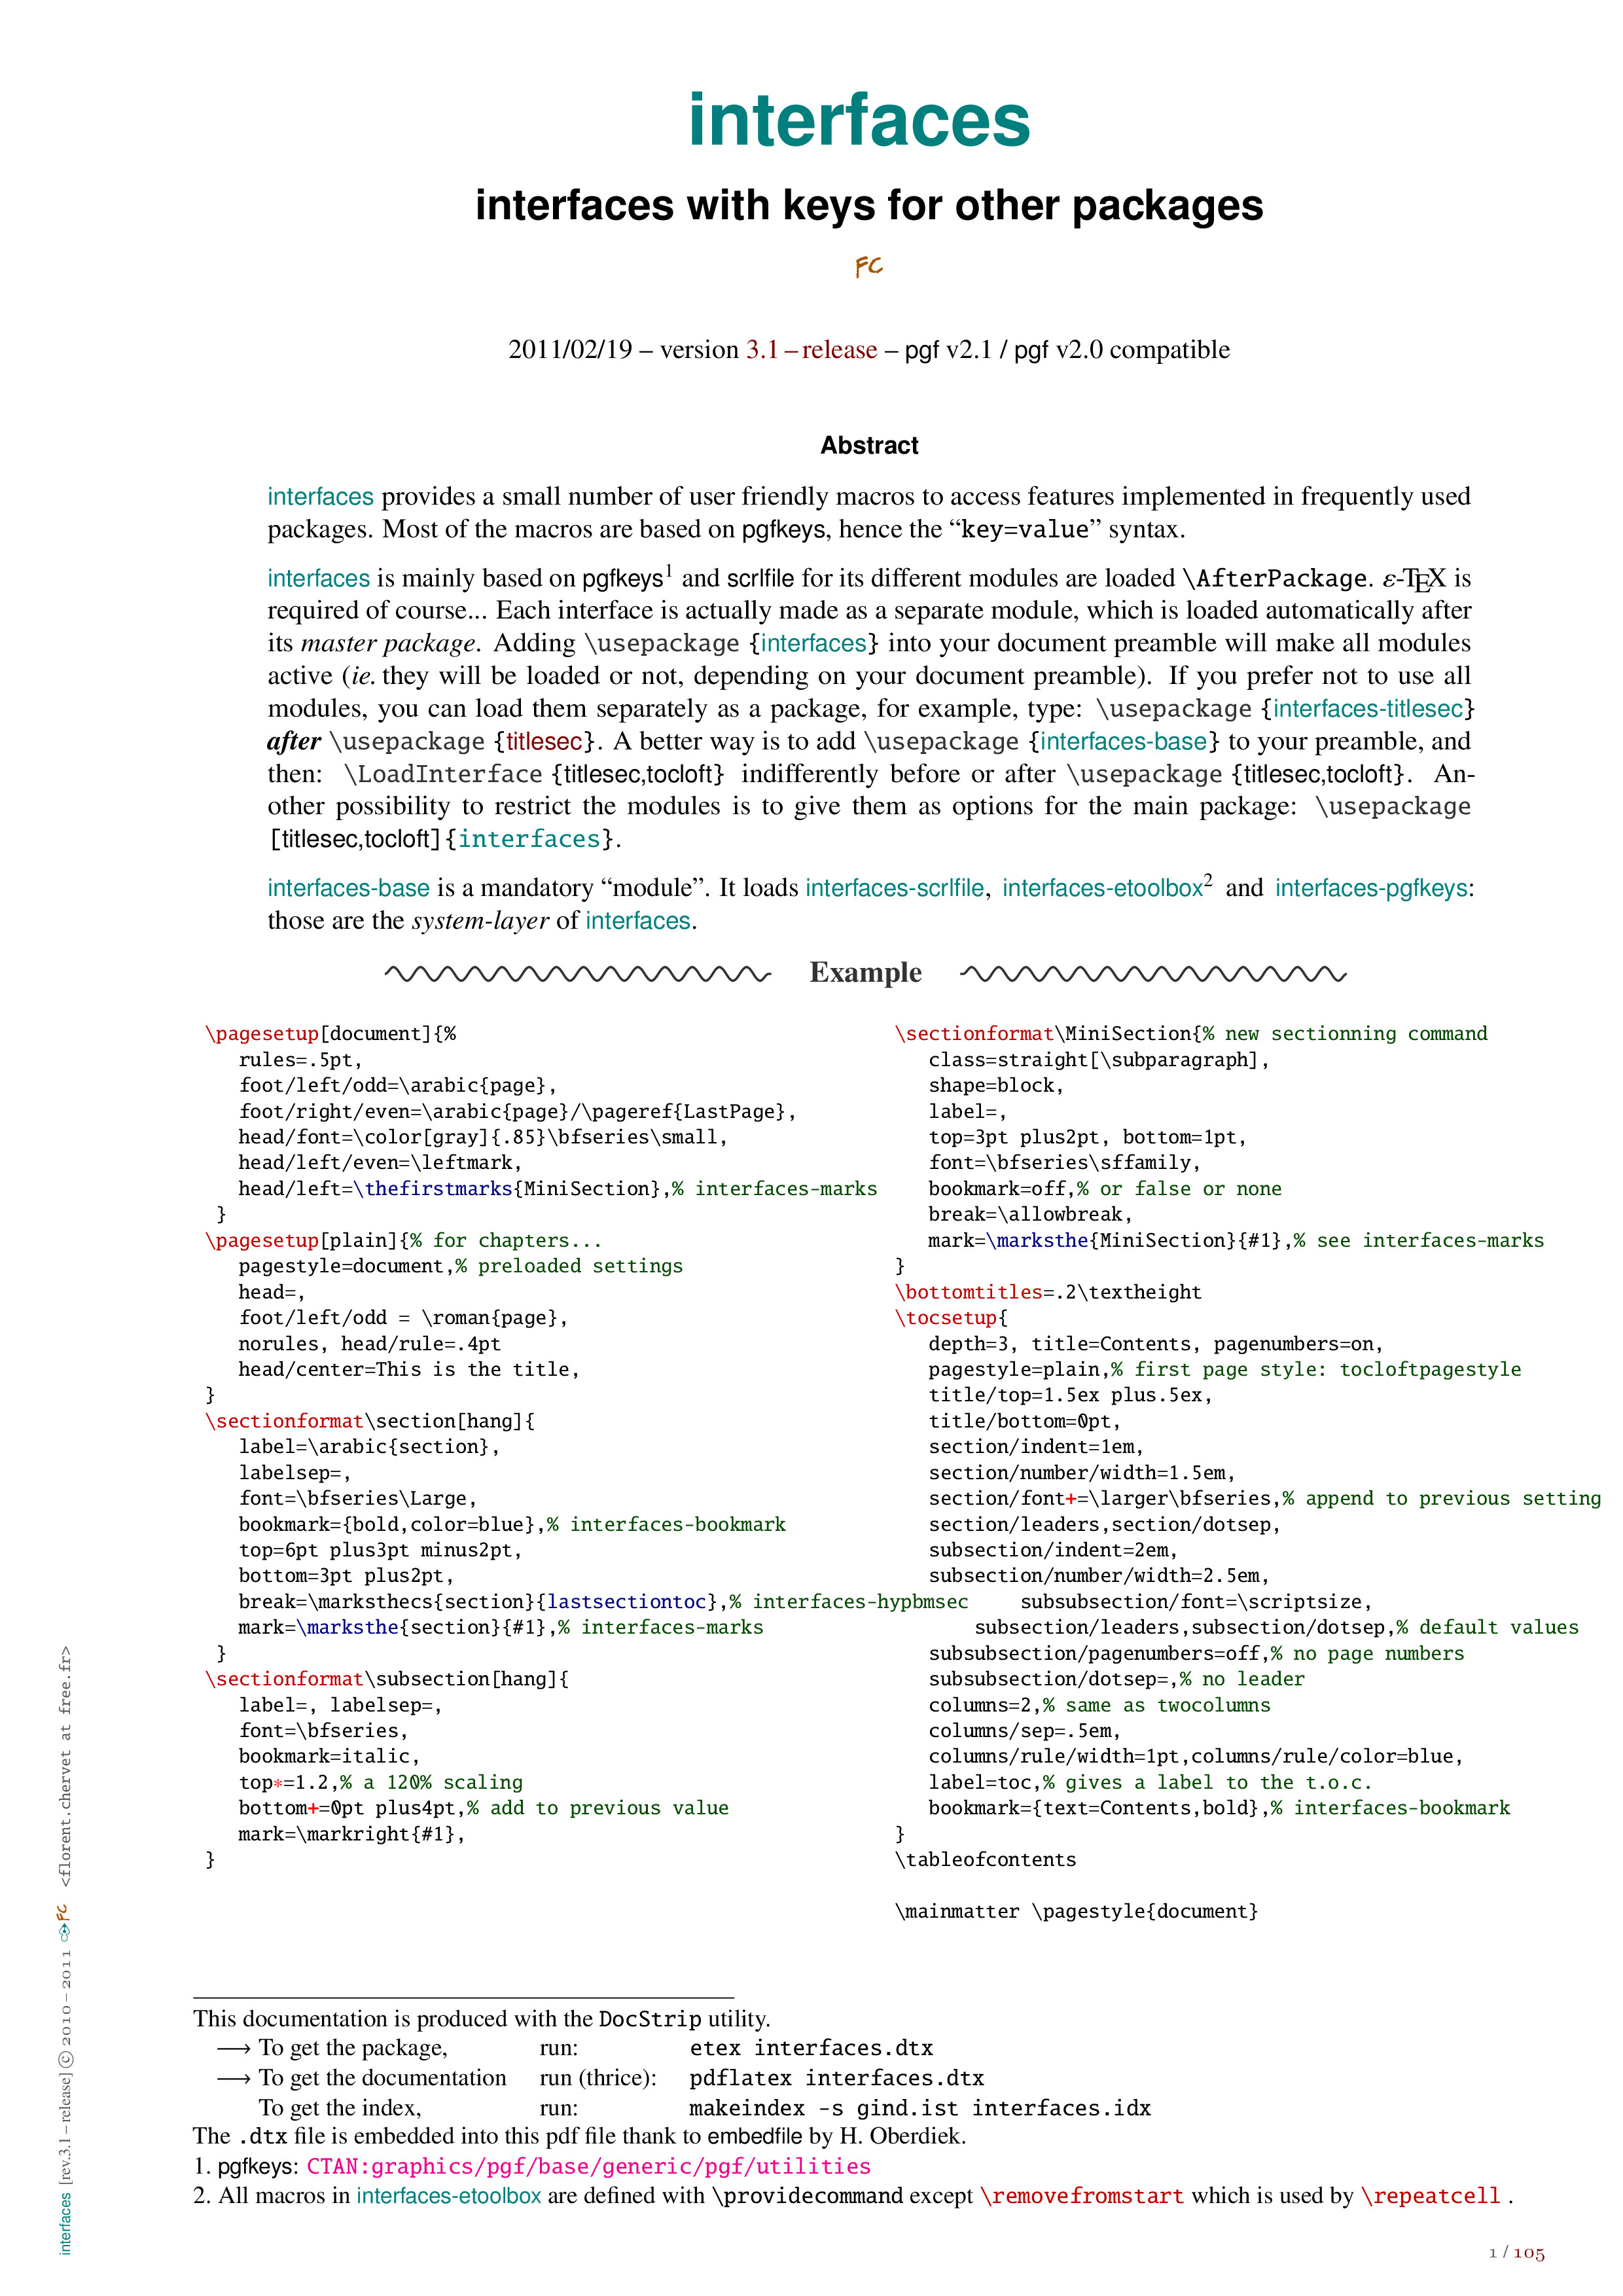 interfaces
interfaces with keys for other packages
FC
2011/02/19 – version 3.1 – release – pgf v2.1 / pgf v2.0 compatible
Abstract
interfaces provides a small number of user friendly macros to access features implemented in frequently used
packages. Most of the macros are based on pgfkeys, hence the “key=value” syntax.
interfaces is mainly based on pgfkeys1 and scrlfile for its different modules are loaded \AfterPackage. ε-TEX is
required of course... Each interface is actually made as a separate module, which is loaded automatically after
its master package. Adding \usepackage {interfaces} into your document preamble will make all modules
active (ie. they will be loaded or not, depending on your document preamble). If you prefer not to use all
modules, you can load them separately as a package, for example, type: \usepackage {interfaces-titlesec}
after \usepackage {titlesec}. A better way is to add \usepackage {interfaces-base} to your preamble, and
then: \LoadInterface {titlesec,tocloft} indifferently before or after \usepackage {titlesec,tocloft}. An-
other possibility to restrict the modules is to give them as options for the main package: \usepackage
[titlesec,tocloft]{interfaces}.
interfaces-base is a mandatory “module”. It loads interfaces-scrlfile, interfaces-etoolbox2 and interfaces-pgfkeys:
those are the system-layer of interfaces.
Example
\pagesetup[document]{%
rules=.5pt,
foot/left/odd=\arabic{page},
foot/right/even=\arabic{page}/\pageref{LastPage},
head/font=\color[gray]{.85}\bfseries\small,
head/left/even=\leftmark,
head/left=\thefirstmarks{MiniSection},% interfaces-marks
}
\pagesetup[plain]{% for chapters...
pagestyle=document,% preloaded settings
head=,
foot/left/odd = \roman{page},
norules, head/rule=.4pt
head/center=This is the title,
}
\sectionformat\section[hang]{
label=\arabic{section},
labelsep=,
font=\bfseries\Large,
bookmark={bold,color=blue},% interfaces-bookmark
top=6pt plus3pt minus2pt,
bottom=3pt plus2pt,
break=\marksthecs{section}{lastsectiontoc},% interfaces-hypbmsec
mark=\marksthe{section}{#1},% interfaces-marks
}
\sectionformat\subsection[hang]{
label=, labelsep=,
font=\bfseries,
bookmark=italic,
top*=1.2,% a 120% scaling
bottom+=0pt plus4pt,% add to previous value
mark=\markright{#1},
}
\sectionformat\MiniSection{% new sectionning command
class=straight[\subparagraph],
shape=block,
label=,
top=3pt plus2pt, bottom=1pt,
font=\bfseries\sffamily,
bookmark=off,% or false or none
break=\allowbreak,
mark=\marksthe{MiniSection}{#1},% see interfaces-marks
}
\bottomtitles=.2\textheight
\tocsetup{
depth=3, title=Contents, pagenumbers=on,
pagestyle=plain,% first page style: tocloftpagestyle
title/top=1.5ex plus.5ex,
title/bottom=0pt,
section/indent=1em,
section/number/width=1.5em,
section/font+=\larger\bfseries,% append to previous setting
section/leaders,section/dotsep,
subsection/indent=2em,
subsection/number/width=2.5em,
subsubsection/font=\scriptsize,
subsection/leaders,subsection/dotsep,% default values
subsubsection/pagenumbers=off,% no page numbers
subsubsection/dotsep=,% no leader
columns=2,% same as twocolumns
columns/sep=.5em,
columns/rule/width=1pt,columns/rule/color=blue,
label=toc,% gives a label to the t.o.c.
bookmark={text=Contents,bold},% interfaces-bookmark
}
\tableofcontents
\mainmatter \pagestyle{document}
This documentation is produced with the DocStrip utility.
⟶ To get the package, run: etex interfaces.dtx
⟶ To get the documentation run (thrice): pdflatex interfaces.dtx
To get the index, run: makeindex -s gind.ist interfaces.idx
The .dtx file is embedded into this pdf file thank to embedfile by H. Oberdiek.
1. pgfkeys: CTAN:graphics/pgf/base/generic/pgf/utilities
2. All macros in interfaces-etoolbox are defined with \providecommand except \removefromstart which is used by \repeatcell .
interfaces [rev.3.1 – release] © 2010 – 2011 FC <florent.chervet at free.fr>
1 / 105